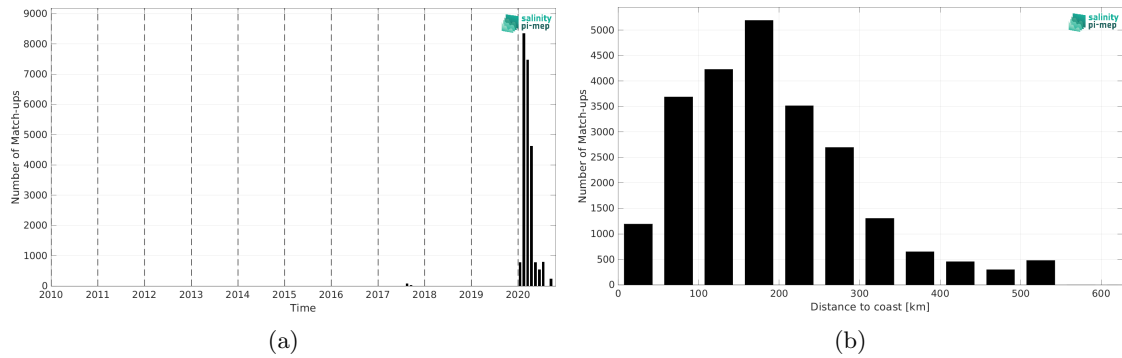 salinity
pi-mep
9000
8000
7000
6000
5000
4000
3000
2000
1000
0
Number of Match-ups
2010 2011 2012 2013 2014 2015 2016 2017 2018 2019 2020
Time
(a)
salinity
pi-mep
5000
4500
4000
3500
3000
2500
2000
1500
1000
500
0
Number of Match-ups
0 100 200 300 400 500 600
Distance to coast [km]
(b)